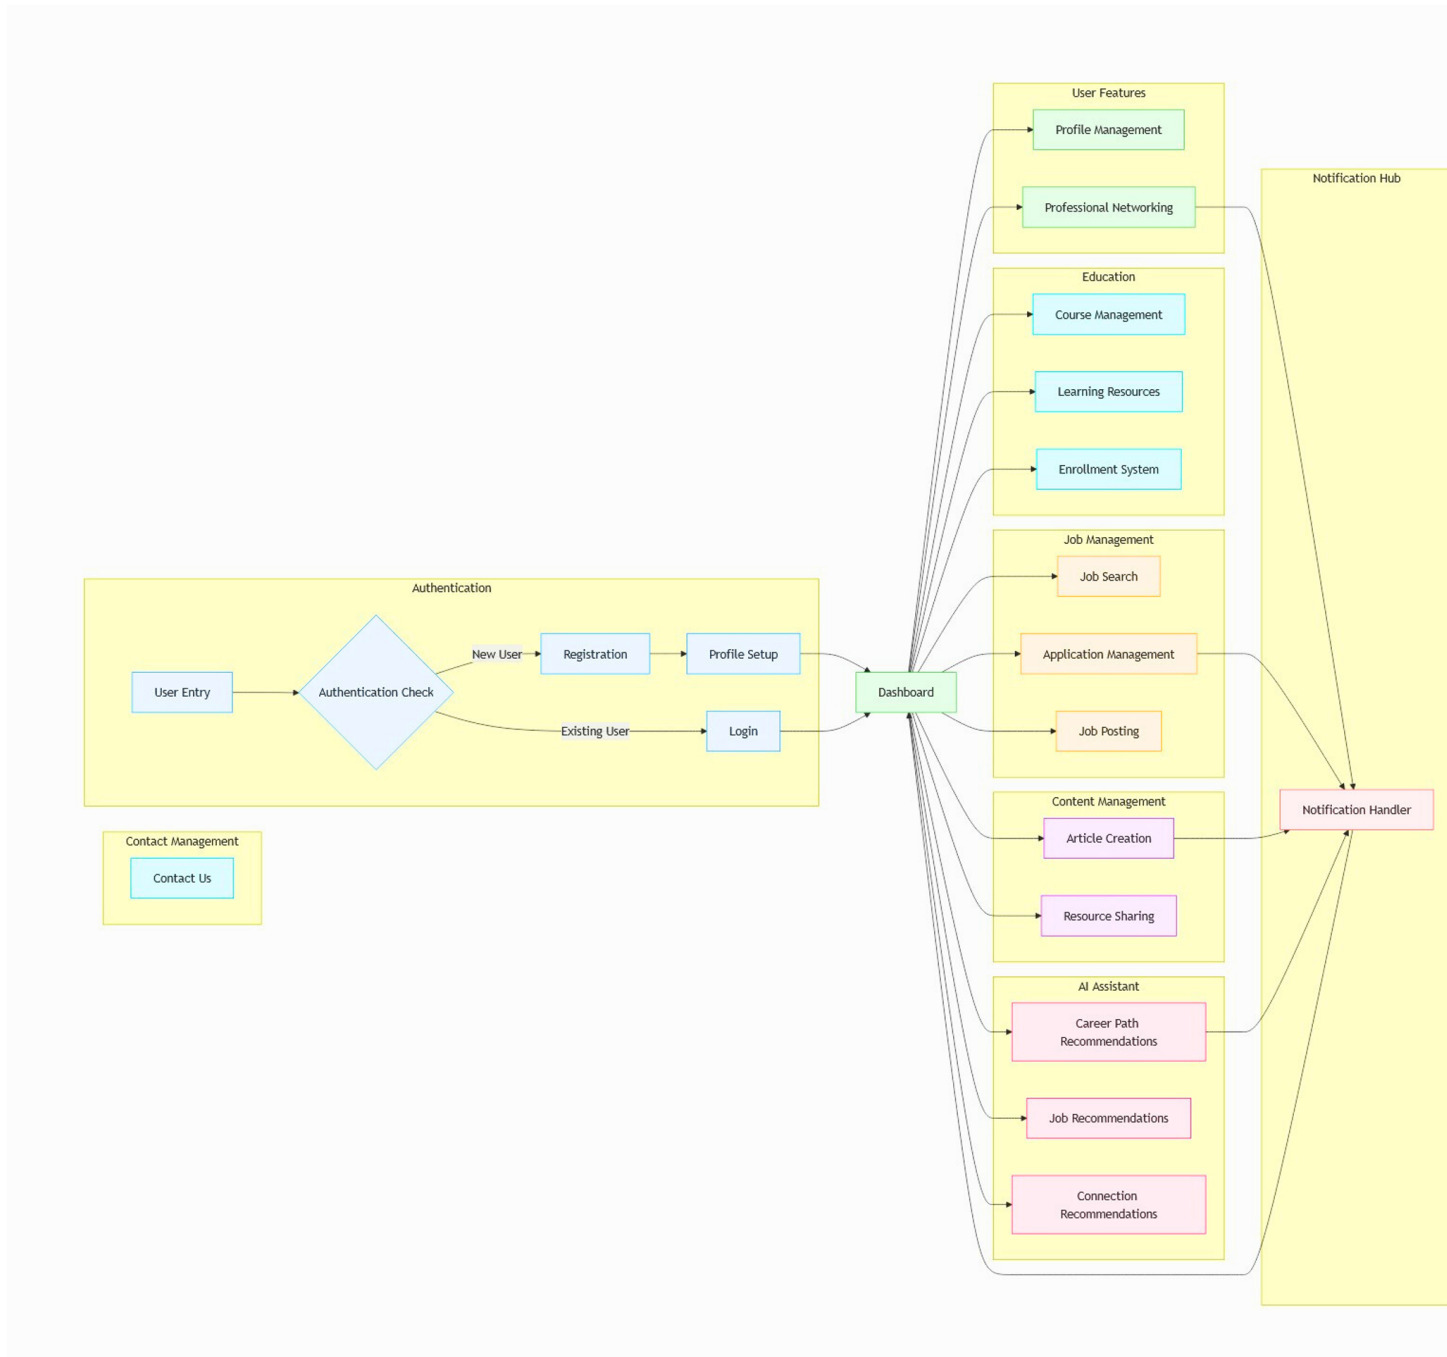 User Features
Profile Management
Professional Networking
Notification Hub
Education
Course Management
Learning Resources
Enrollment System
Job Management
Job Search
Application Management
Job Posting
Authentication
User Entry
Authentication Check
New User
Registration
Profile Setup
Existing User
Login
Dashboard
Contact Management
Contact Us
Content Management
Article Creation
Resource Sharing
Notification Handler
AI Assistant
Career Path
Recommendations
Job Recommendations
Connection
Recommendations